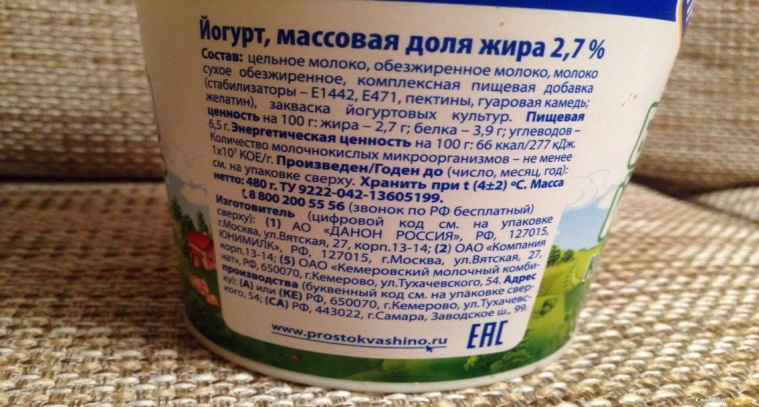 Йогурт, массовая доля жира 2,7 %
Состав: цельное молоко, обезжиренное молоко, молоко
сухое обезжиренное, комплексная пищевая добавка
(стабилизаторы – Е1442, Е471, пектины, гуаровая камедь;
желатин), закваска йогуртовых культур. Пищевая
ценность на 100 г: жира – 2,7 г; белка – 3,9 г; углеводов –
6,5 г. Энергетическая ценность на 100 г: 66 ккал/277 кДж.
Количество молочнокислых микроорганизмов – не менее
1х10⁷ КОЕ/г. Произведен/Годен до (число, месяц, год):
см. на упаковке сверху. Хранить при t (4±2) ºС. Масса
нетто: 480 г. ТУ 9222-042-13605199.
8 800 200 55 56 (звонок по РФ бесплатный)
Изготовитель (цифровой код см. на упаковке
сверху): (1) АО «ДАНОН РОССИЯ», РФ, 127015,
г.Москва, ул.Вятская, 27, корп.13-14; (2) ОАО «Компания
ЮНИМИЛК», РФ, 127015, г.Москва, ул.Вятская, 27,
корп.13-14; (5) ОАО «Кемеровский молочный комби-
нат», РФ, 650070, г.Кемерово, ул.Тухачевского, 54. Адрес
производства (буквенный код см. на упаковке свер-
ху): (А) или (КЕ) РФ, 650070, г.Кемерово, ул.Тухачевс-
кого, 54; (СА) РФ, 443022, г.Самара, Заводское ш., 99.
www.prostokvashino.ru
ЕАС